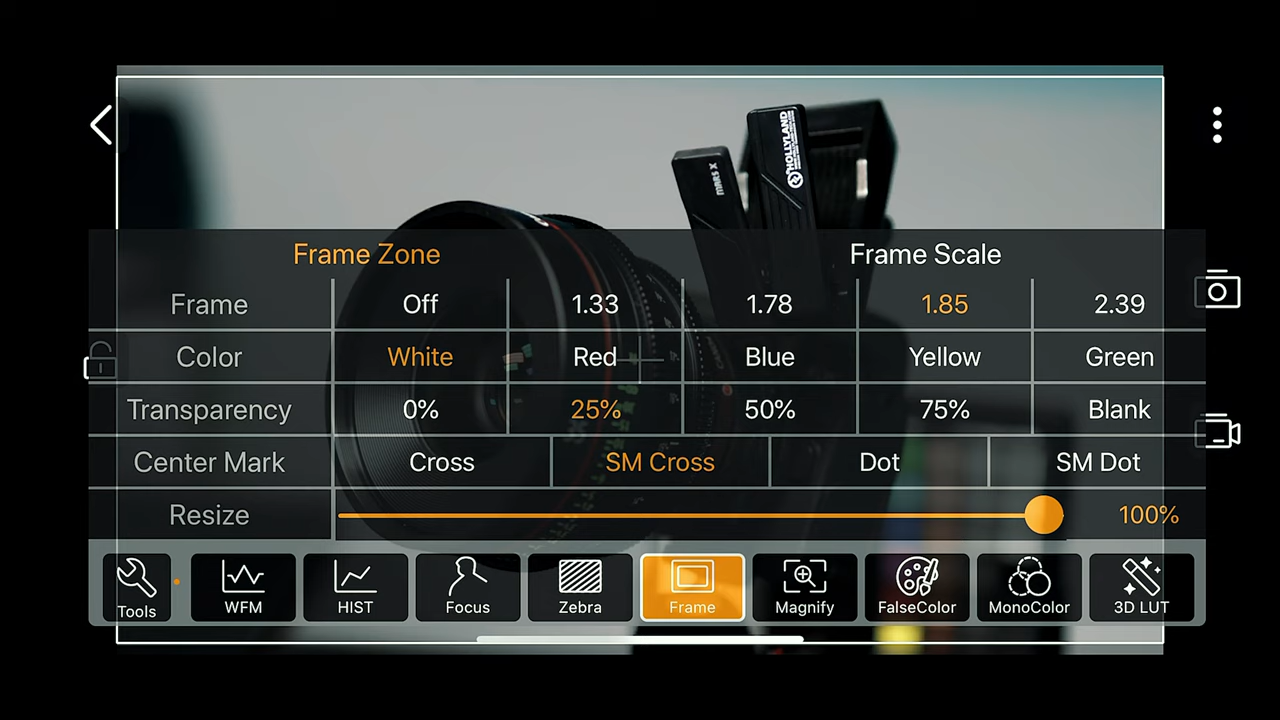 HOLLYLAND
MARS X
Frame Zone Frame Scale
Frame Off 1.33 1.78 1.85 2.39
Color White Red Blue Yellow Green
Transparency 0% 25% 50% 75% Blank
Center Mark Cross SM Cross Dot SM Dot
Resize 100%
Tools WFM HIST Focus Zebra Frame Magnify FalseColor MonoColor 3D LUT